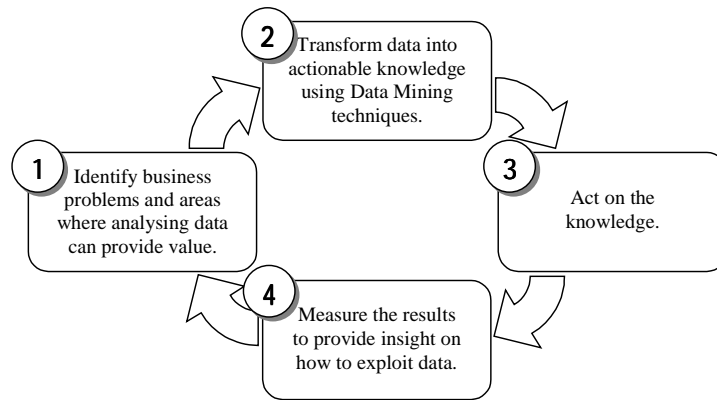 1
Identify business
problems and areas
where analysing data
can provide value.
2
Transform data into
actionable knowledge
using Data Mining
techniques.
3
Act on the
knowledge.
4
Measure the results
to provide insight on
how to exploit data.